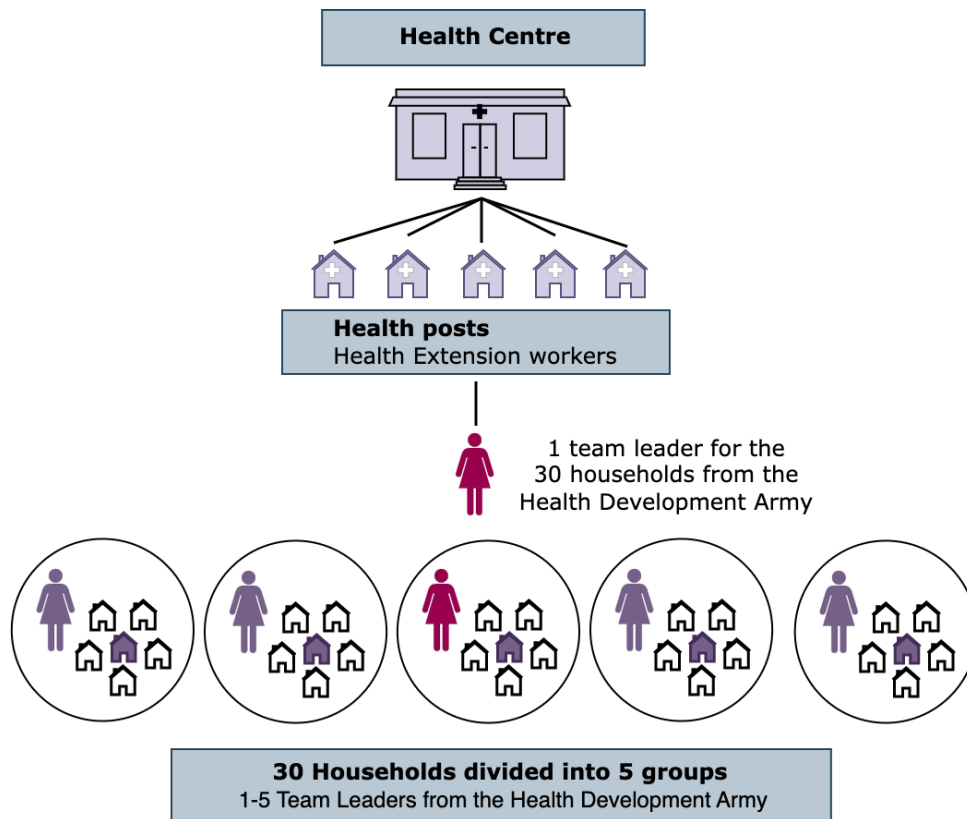 Health Centre
Health posts
Health Extension workers
1 team leader for the
30 households from the
Health Development Army
30 Households divided into 5 groups
1-5 Team Leaders from the Health Development Army